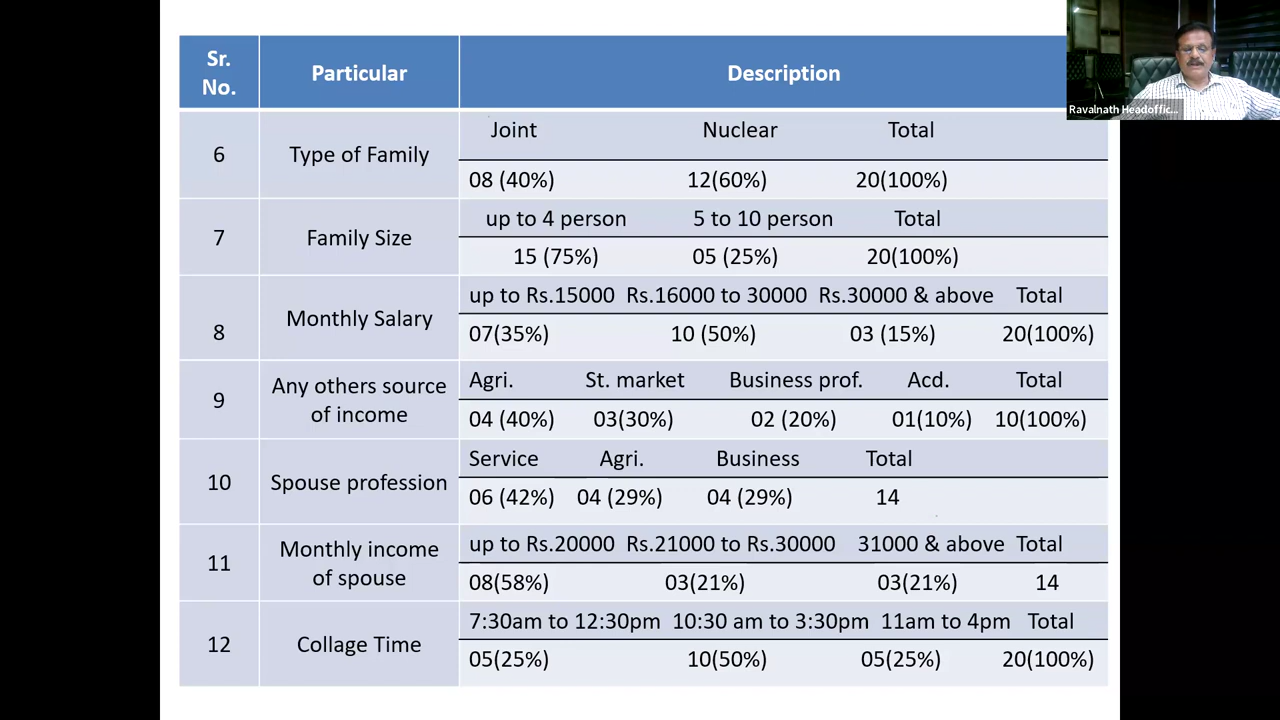 Sr. No. Particular Description
6 Type of Family
Joint Nuclear Total
08 (40%) 12(60%) 20(100%)
7 Family Size
up to 4 person 5 to 10 person Total
15 (75%) 05 (25%) 20(100%)
8 Monthly Salary
up to Rs.15000 Rs.16000 to 30000 Rs.30000 & above Total
07(35%) 10 (50%) 03 (15%) 20(100%)
9 Any others source of income
Agri. St. market Business prof. Acd. Total
04 (40%) 03(30%) 02 (20%) 01(10%) 10(100%)
10 Spouse profession
Service Agri. Business Total
06 (42%) 04 (29%) 04 (29%) 14
11 Monthly income of spouse
up to Rs.20000 Rs.21000 to Rs.30000 31000 & above Total
08(58%) 03(21%) 03(21%) 14
12 Collage Time
7:30am to 12:30pm 10:30 am to 3:30pm 11am to 4pm Total
05(25%) 10(50%) 05(25%) 20(100%)
Ravalnath Headoffic...